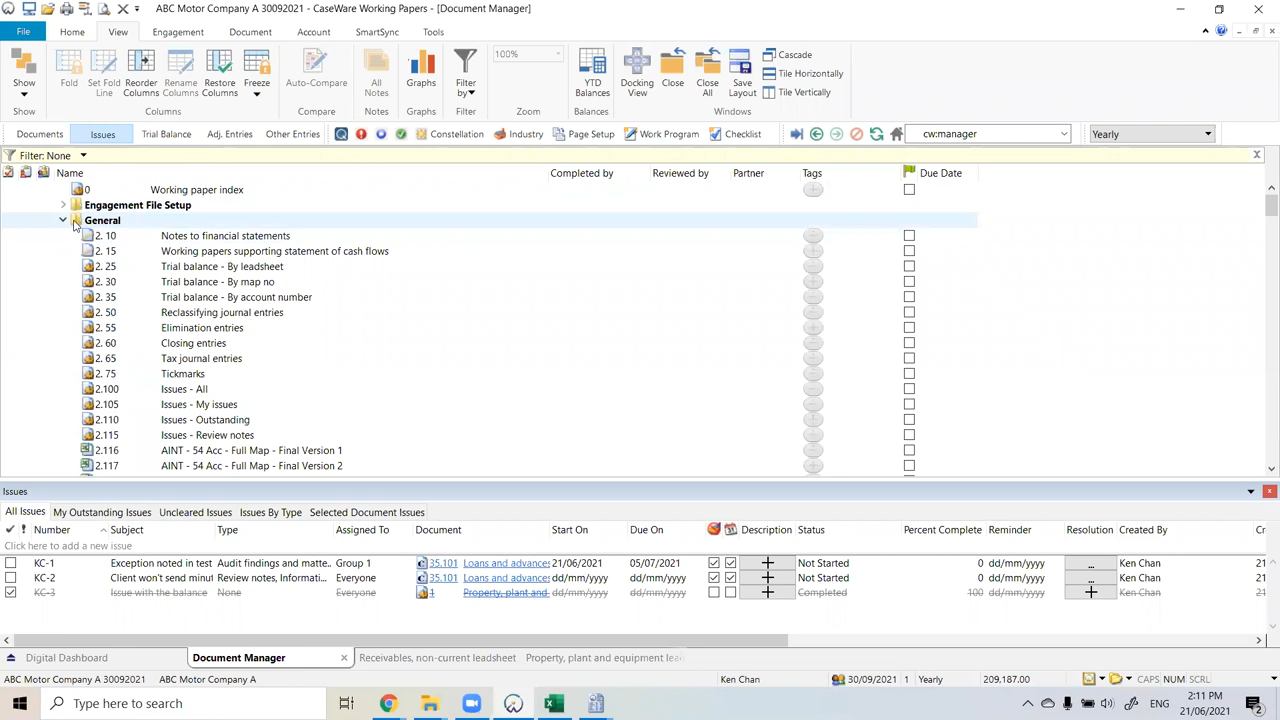 ABC Motor Company A 30092021 - CaseWare Working Papers - [Document Manager]
File Home View Engagement Document Account SmartSync Tools
Show Fold Set Fold Line Reorder Columns Rename Columns Restore Columns Freeze Auto-Compare All Notes Graphs Filter by 100% YTD Balances Docking View Close Close All Save Layout Cascade Tile Horizontally Tile Vertically
Show Columns Compare Notes Graphs Filter Zoom Balances Windows
Documents Issues Trial Balance Adj. Entries Other Entries Constellation Industry Page Setup Work Program Checklist cw:manager Yearly
Filter: None
Name Completed by Reviewed by Partner Tags Due Date
0 Working paper index
Engagement File Setup
General
2. 10 Notes to financial statements
2. 15 Working papers supporting statement of cash flows
2. 25 Trial balance - By leadsheet
2. 30 Trial balance - By map no
2. 35 Trial balance - By account number
2. 50 Reclassifying journal entries
2. 55 Elimination entries
2. 60 Closing entries
2. 65 Tax journal entries
2. 75 Tickmarks
2.100 Issues - All
2.105 Issues - My issues
2.110 Issues - Outstanding
2.115 Issues - Review notes
2.116 AINT - 54 Acc - Full Map - Final Version 1
2.117 AINT - 54 Acc - Full Map - Final Version 2
Issues
All Issues My Outstanding Issues Uncleared Issues Issues By Type Selected Document Issues
Number Subject Type Assigned To Document Start On Due On Description Status Percent Complete Reminder Resolution Created By Cr
Click here to add a new issue
KC-1 Exception noted in test Audit findings and matte... Group 1 35.101 Loans and advances 21/06/2021 05/07/2021 Not Started 0 dd/mm/yyyy ... Ken Chan 21
KC-2 Client won't send minut Review notes, Informati... Everyone 35.101 Loans and advances dd/mm/yyyy dd/mm/yyyy Not Started 0 dd/mm/yyyy ... Ken Chan 21
KC-3 Issue with the balance None Everyone 1 Property, plant and dd/mm/yyyy dd/mm/yyyy Completed 100 dd/mm/yyyy Ken Chan 21
Digital Dashboard Document Manager Receivables, non-current leadsheet Property, plant and equipment lea
ABC Motor Company A 30092021 ABC Motor Company A Ken Chan 30/09/2021 1 Yearly 209,187.00 CAPS NUM SCRL
Type here to search ENG 2:11 PM
21/06/2021 2